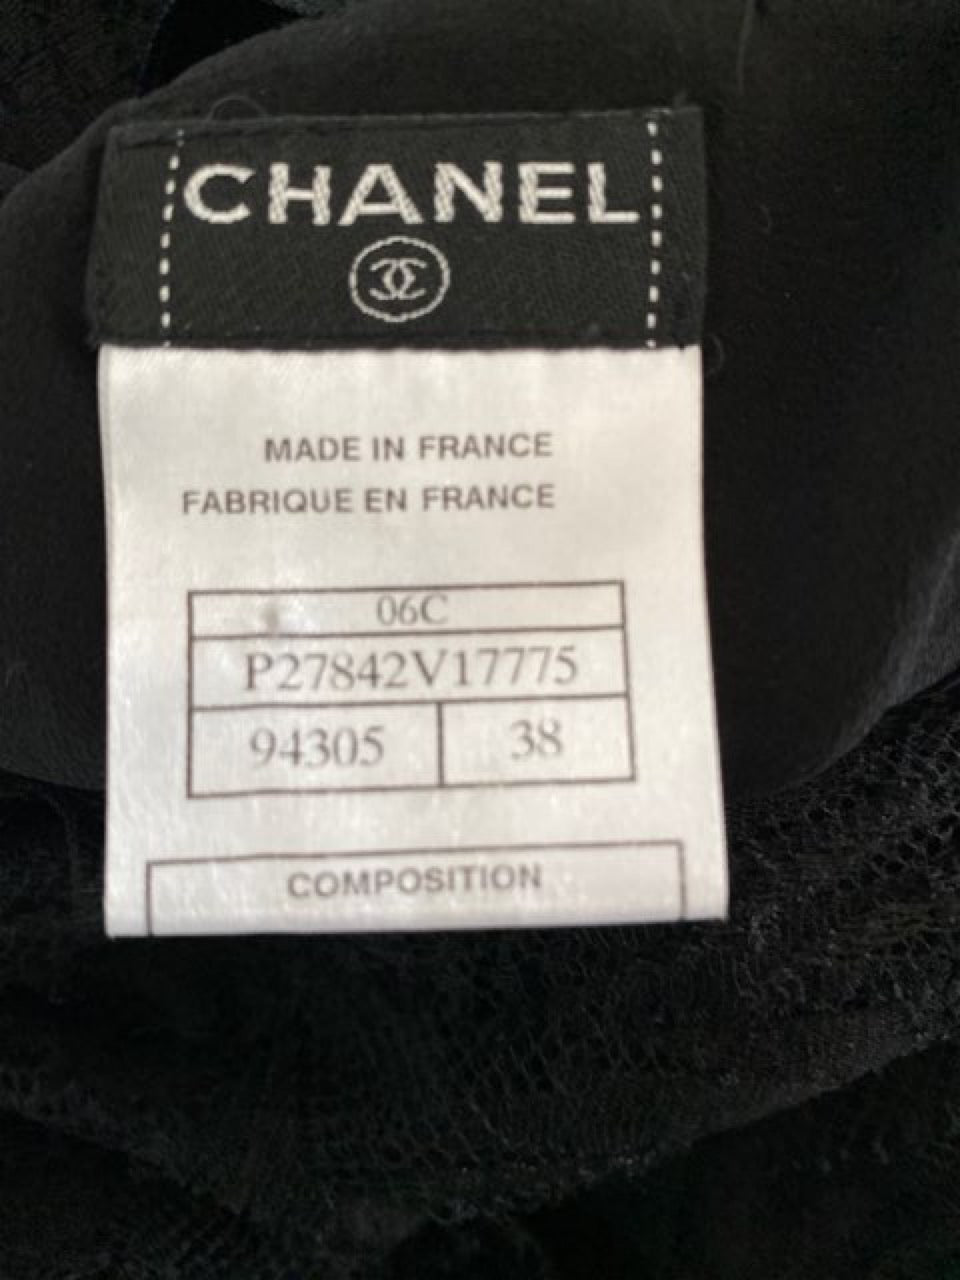 CHANEL
MADE IN FRANCE
FABRIQUE EN FRANCE
06C
P27842V17775
94305 38
COMPOSITION